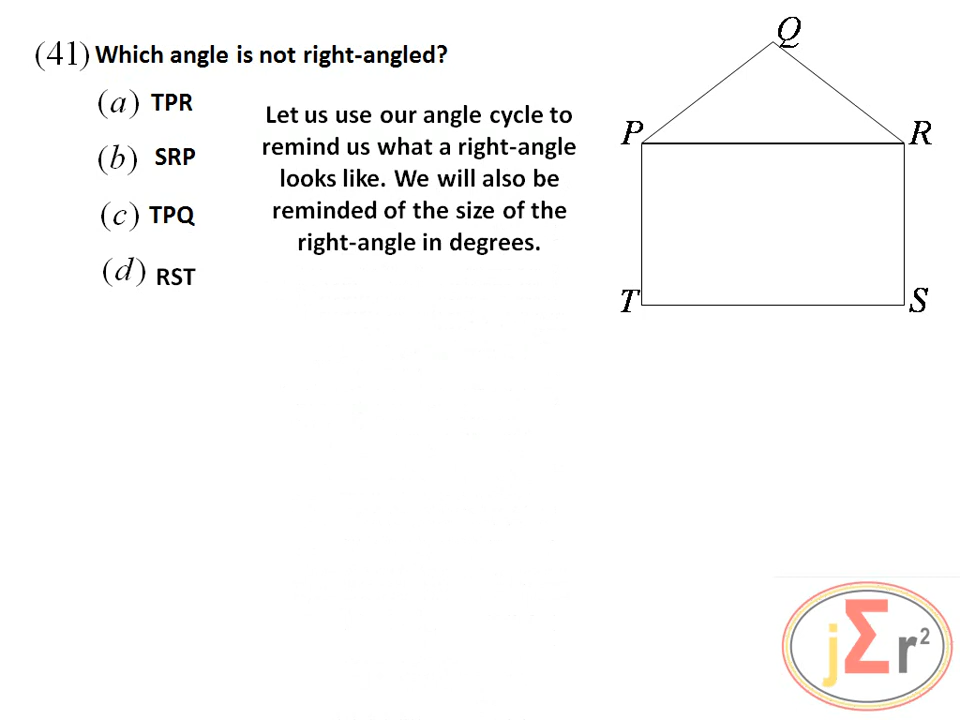 (41) Which angle is not right-angled?
(a) TPR
(b) SRP
(c) TPQ
(d) RST
Let us use our angle cycle to
remind us what a right-angle
looks like. We will also be
reminded of the size of the
right-angle in degrees.
Q
P R
T S
jΣr²